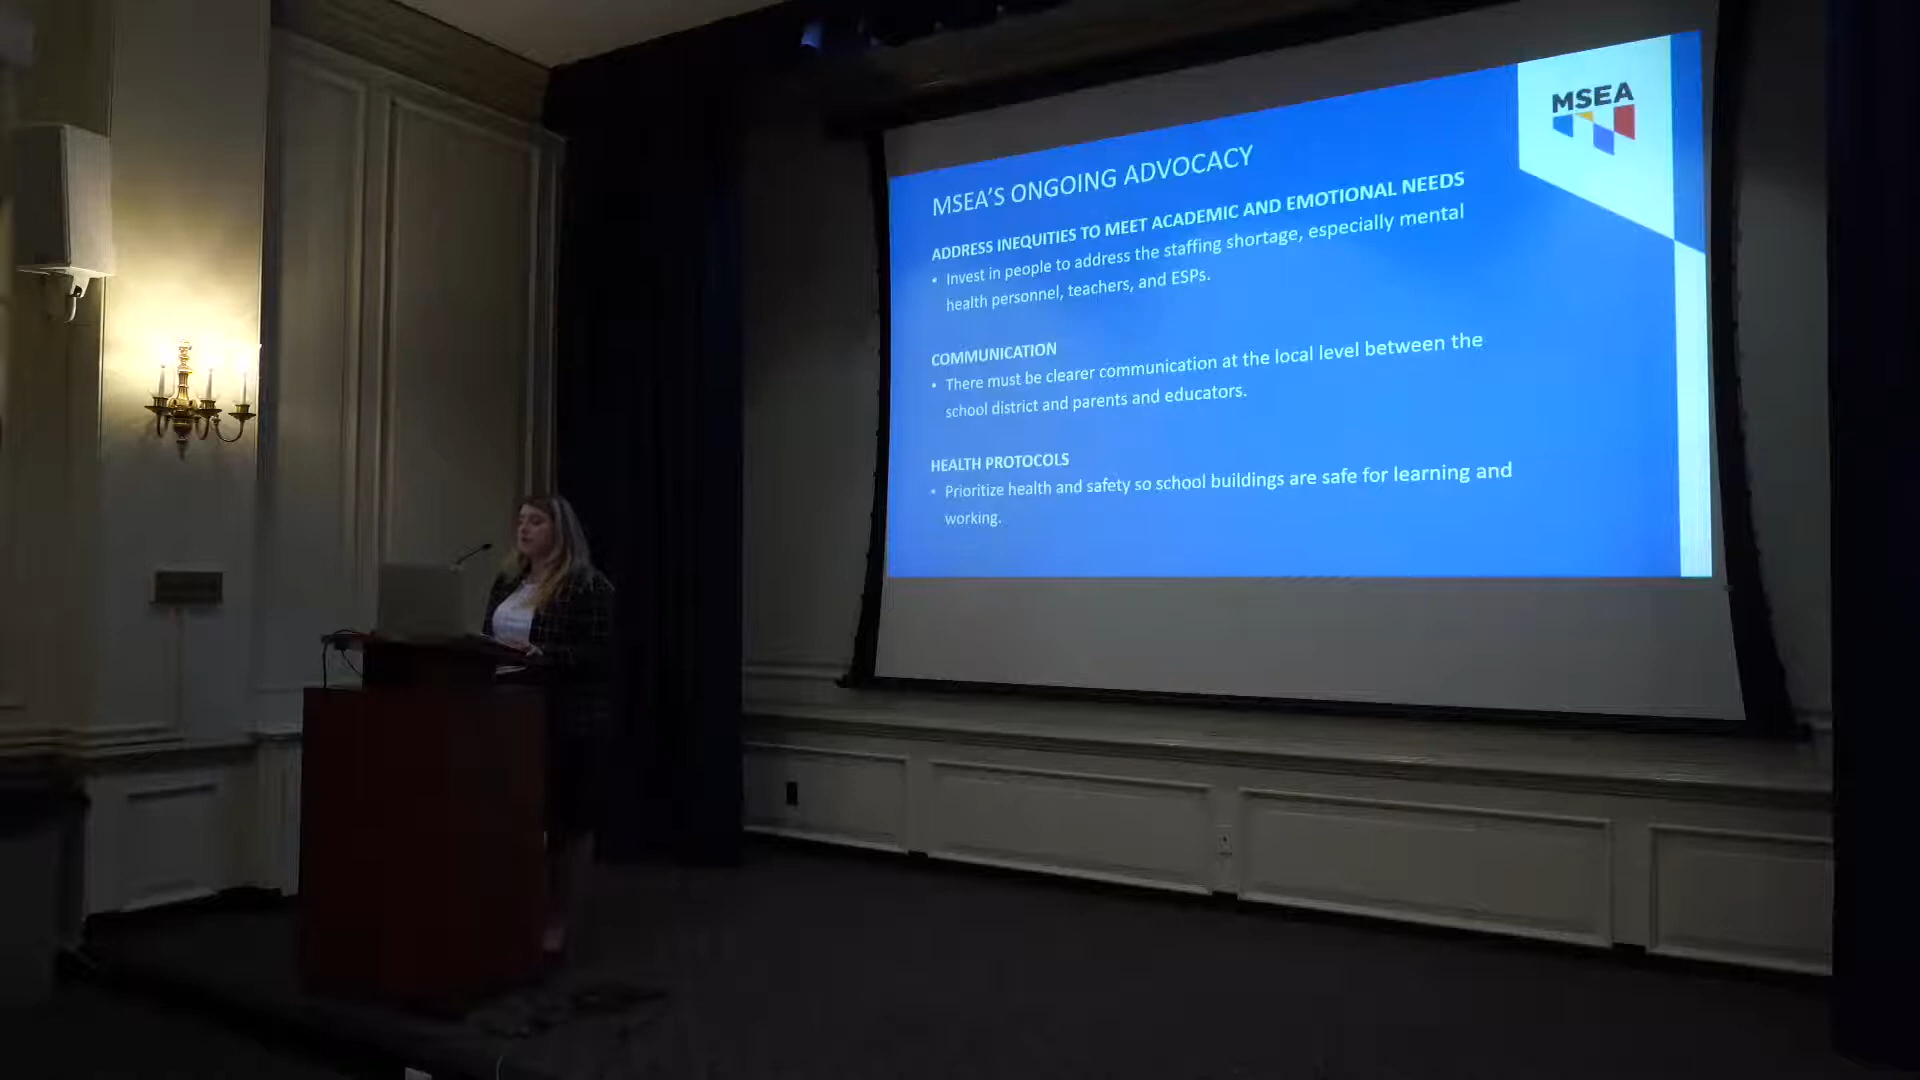 MSEA
MSEA'S ONGOING ADVOCACY
ADDRESS INEQUITIES TO MEET ACADEMIC AND EMOTIONAL NEEDS
• Invest in people to address the staffing shortage, especially mental
health personnel, teachers, and ESPs.
COMMUNICATION
• There must be clearer communication at the local level between the
school district and parents and educators.
HEALTH PROTOCOLS
• Prioritize health and safety so school buildings are safe for learning and
working.